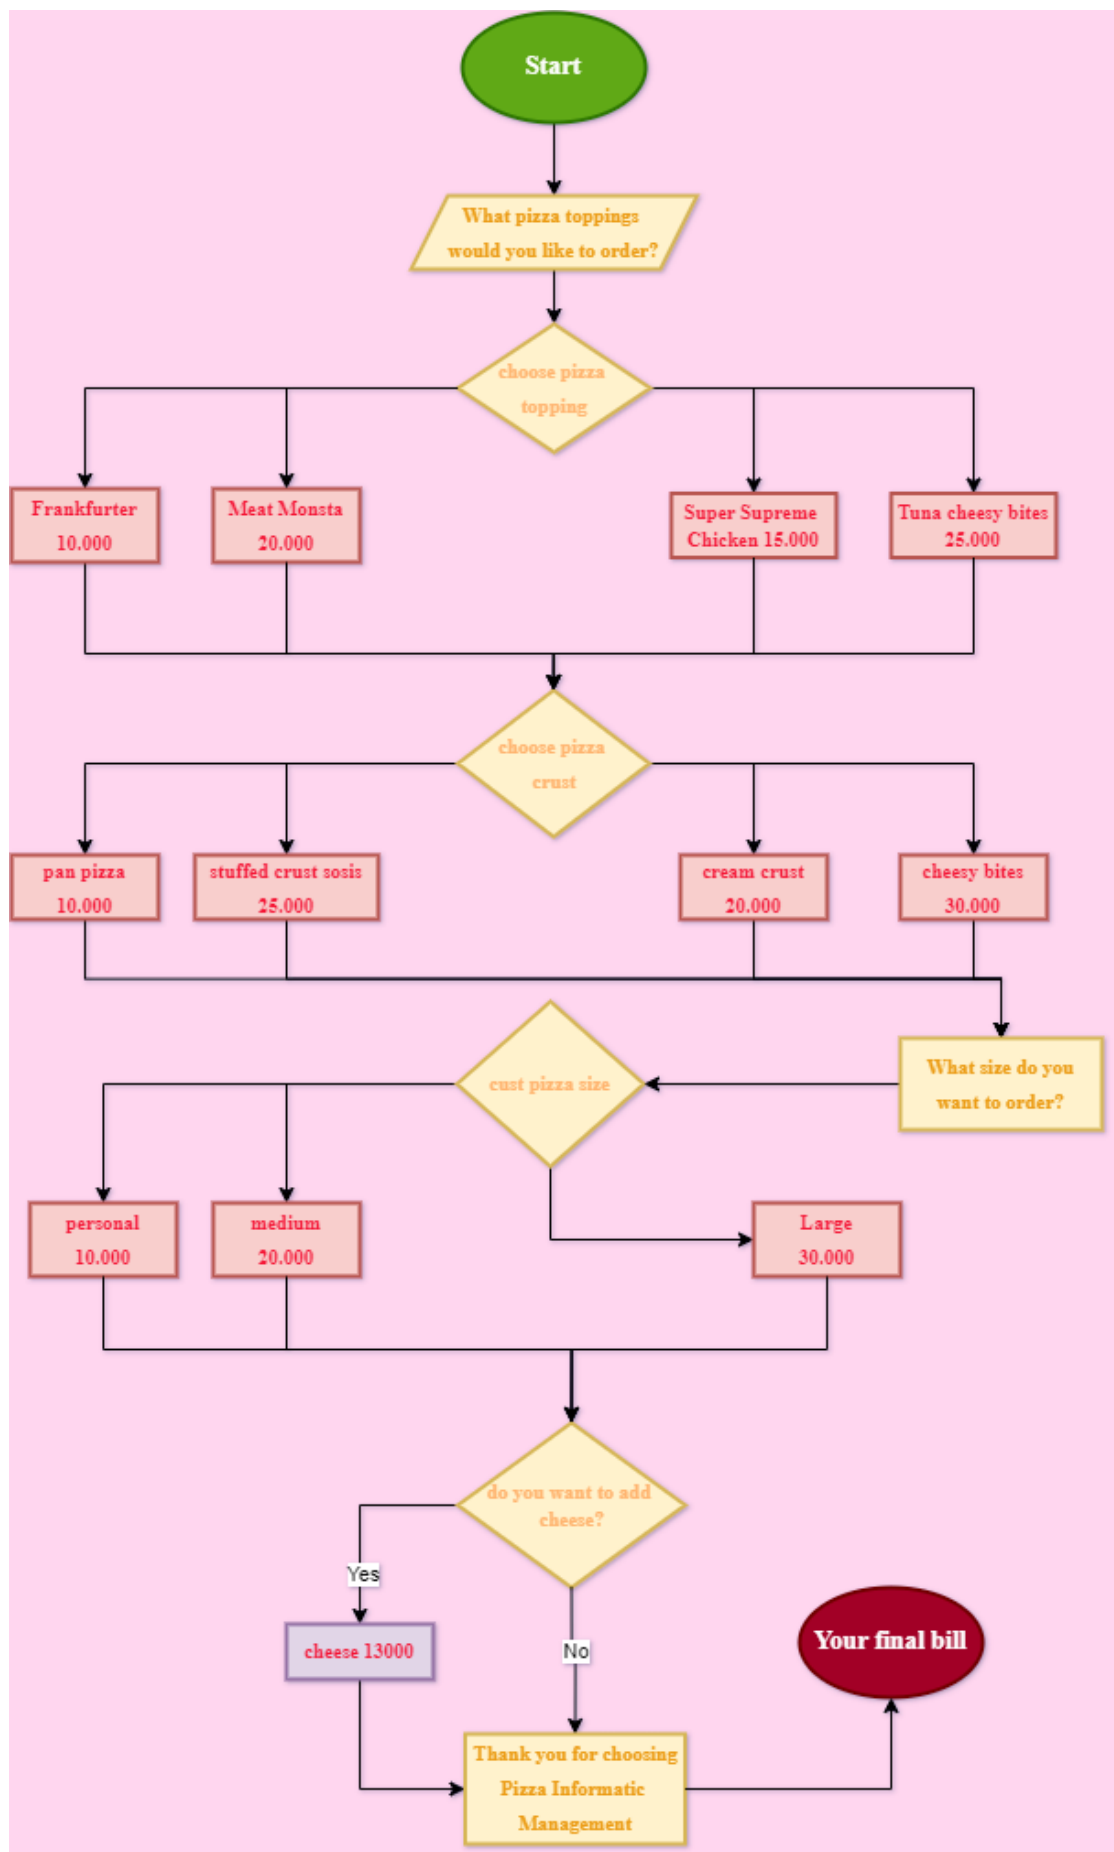 Start
What pizza toppings
would you like to order?
choose pizza
topping
Frankfurter
10.000
Meat Monsta
20.000
Super Supreme
Chicken 15.000
Tuna cheesy bites
25.000
choose pizza
crust
pan pizza
10.000
stuffed crust sosis
25.000
cream crust
20.000
cheesy bites
30.000
What size do you
want to order?
cust pizza size
personal
10.000
medium
20.000
Large
30.000
do you want to add
cheese?
Yes
No
cheese 13000
Your final bill
Thank you for choosing
Pizza Informatic
Management